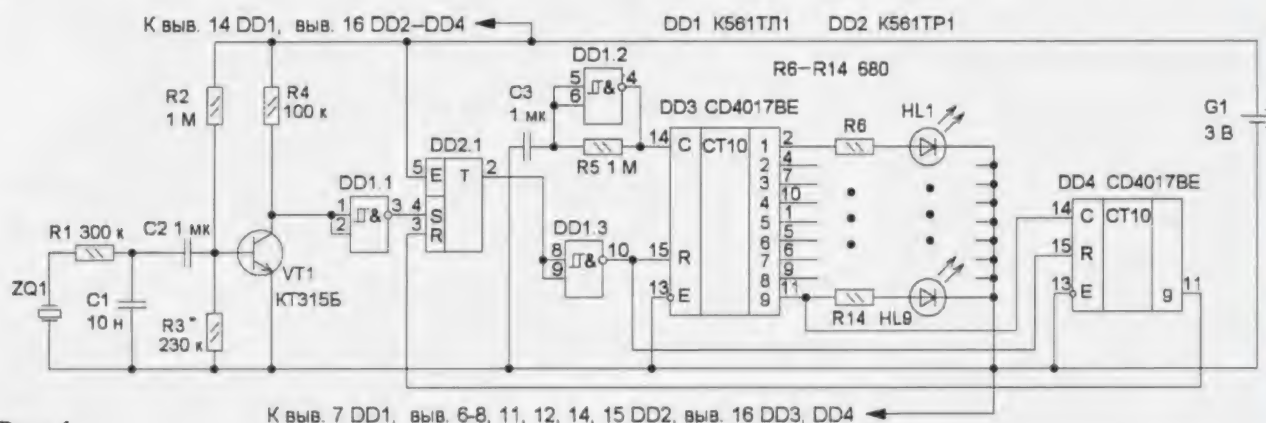 К выв. 14 DD1, выв. 16 DD2–DD4
DD1 К561ТЛ1 DD2 К561ТР1
R6–R14 680
R2
1 М
R4
100 к
R1 300 к
C2 1 мк
ZQ1
C1
10 н
R3*
230 к
VT1
КТ315Б
DD1.1
1
2
&
3
DD2.1
5 E
4 S
3 R
T
2
DD1.2
5
6
&
4
C3
1 мк
R5 1 М
DD1.3
8
9
&
10
DD3 CD4017BE
14 C
15 R
13 E
CT10
1 2
2 4
3 7
4 10
5 1
6 5
7 6
8 9
9 11
R6
HL1
R14 HL9
DD4 CD4017BE
14 C
15 R
13 E
CT10
9 11
G1
3 В
К выв. 7 DD1, выв. 6-8, 11, 12, 14, 15 DD2, выв. 16 DD3, DD4